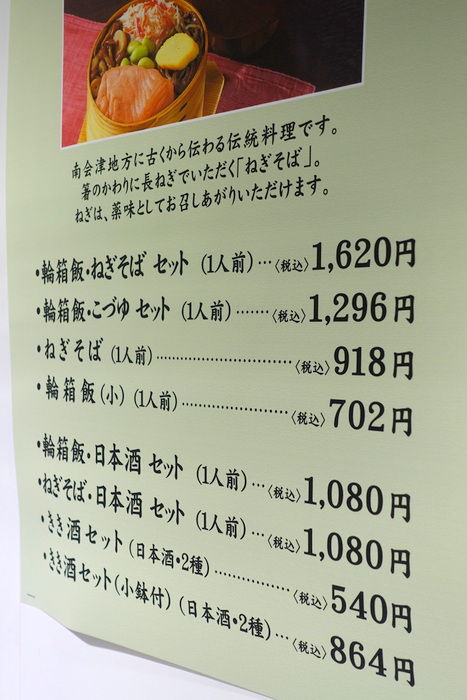 南会津地方に古くから伝わる伝統料理です。
箸のかわりに長ねぎでいただく「ねぎそば」。
ねぎは、薬味としてお召しあがりいただけます。
・輪箱飯・ねぎそば セット (1人前)…〈税込〉1,620円
・輪箱飯・こづゆ セット (1人前)……〈税込〉1,296円
・ねぎそば (1人前)……………………〈税込〉918円
・輪箱飯(小) (1人前)………………〈税込〉702円
・輪箱飯・日本酒 セット (1人前)…〈税込〉1,080円
・ねぎそば・日本酒 セット (1人前)…〈税込〉1,080円
・きき酒セット(日本酒・2種)…………〈税込〉540円
・きき酒セット(小鉢付) (日本酒・2種)…〈税込〉864円